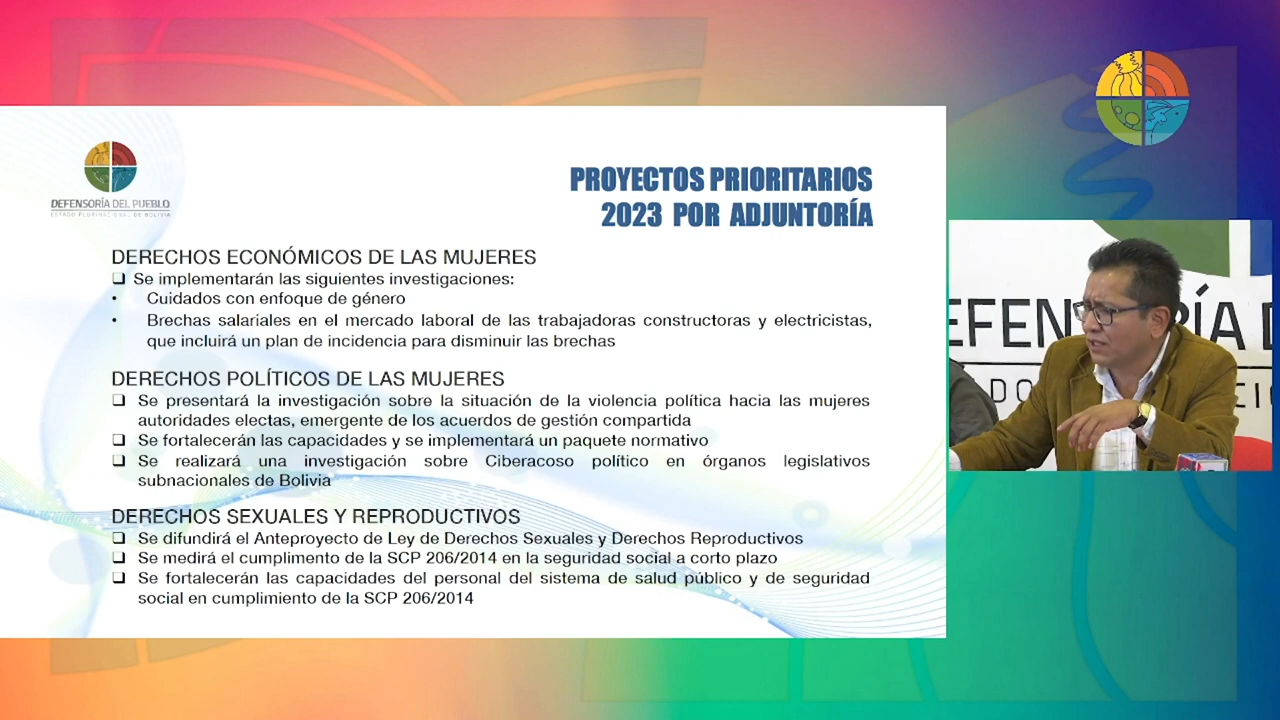 DEFENSORÍA DEL PUEBLO
ESTADO PLURINACIONAL DE BOLIVIA
PROYECTOS PRIORITARIOS
2023 POR ADJUNTORÍA
DERECHOS ECONÓMICOS DE LAS MUJERES
❑ Se implementarán las siguientes investigaciones:
• Cuidados con enfoque de género
• Brechas salariales en el mercado laboral de las trabajadoras constructoras y electricistas,
que incluirá un plan de incidencia para disminuir las brechas
DERECHOS POLÍTICOS DE LAS MUJERES
❑ Se presentará la investigación sobre la situación de la violencia política hacia las mujeres
autoridades electas, emergente de los acuerdos de gestión compartida
❑ Se fortalecerán las capacidades y se implementará un paquete normativo
❑ Se realizará una investigación sobre Ciberacoso político en órganos legislativos
subnacionales de Bolivia
DERECHOS SEXUALES Y REPRODUCTIVOS
❑ Se difundirá el Anteproyecto de Ley de Derechos Sexuales y Derechos Reproductivos
❑ Se medirá el cumplimento de la SCP 206/2014 en la seguridad social a corto plazo
❑ Se fortalecerán las capacidades del personal del sistema de salud público y de seguridad
social en cumplimiento de la SCP 206/2014
EFENSORÍA D